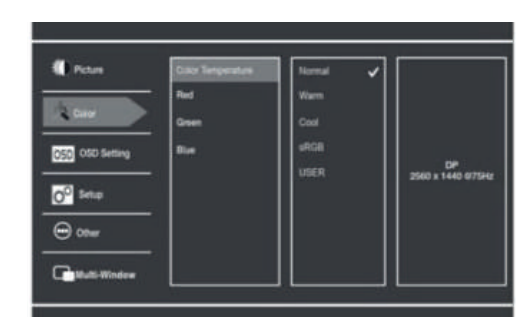 Picture
Color
OSD OSD Setting
Setup
Other
Multi-Window
Color Temperature
Red
Green
Blue
Normal
Warm
Cool
sRGB
USER
DP
2560 x 1440 @75Hz